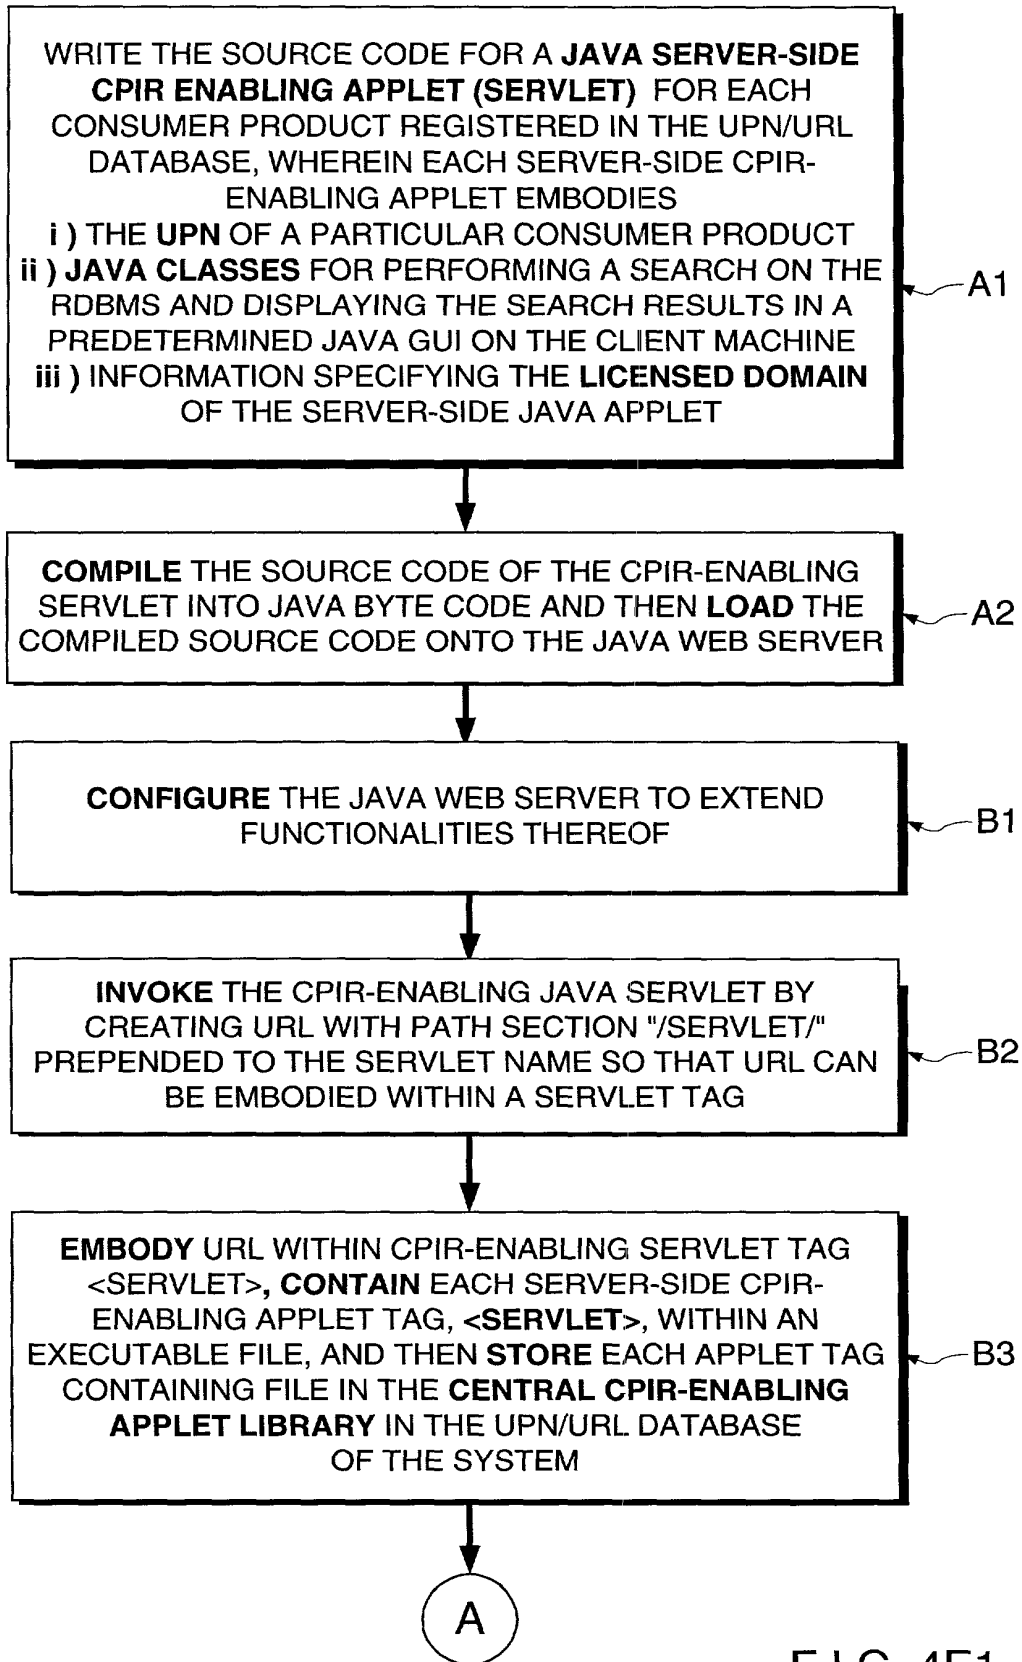 WRITE THE SOURCE CODE FOR A JAVA SERVER-SIDE
CPIR ENABLING APPLET (SERVLET) FOR EACH
CONSUMER PRODUCT REGISTERED IN THE UPN/URL
DATABASE, WHEREIN EACH SERVER-SIDE CPIR-
ENABLING APPLET EMBODIES
i ) THE UPN OF A PARTICULAR CONSUMER PRODUCT
ii ) JAVA CLASSES FOR PERFORMING A SEARCH ON THE
RDBMS AND DISPLAYING THE SEARCH RESULTS IN A
PREDETERMINED JAVA GUI ON THE CLIENT MACHINE
iii ) INFORMATION SPECIFYING THE LICENSED DOMAIN
OF THE SERVER-SIDE JAVA APPLET
A1
COMPILE THE SOURCE CODE OF THE CPIR-ENABLING
SERVLET INTO JAVA BYTE CODE AND THEN LOAD THE
COMPILED SOURCE CODE ONTO THE JAVA WEB SERVER
A2
CONFIGURE THE JAVA WEB SERVER TO EXTEND
FUNCTIONALITIES THEREOF
B1
INVOKE THE CPIR-ENABLING JAVA SERVLET BY
CREATING URL WITH PATH SECTION "/SERVLET/"
PREPENDED TO THE SERVLET NAME SO THAT URL CAN
BE EMBODIED WITHIN A SERVLET TAG
B2
EMBODY URL WITHIN CPIR-ENABLING SERVLET TAG
<SERVLET>, CONTAIN EACH SERVER-SIDE CPIR-
ENABLING APPLET TAG, <SERVLET>, WITHIN AN
EXECUTABLE FILE, AND THEN STORE EACH APPLET TAG
CONTAINING FILE IN THE CENTRAL CPIR-ENABLING
APPLET LIBRARY IN THE UPN/URL DATABASE
OF THE SYSTEM
B3
A
FIG. 4E1